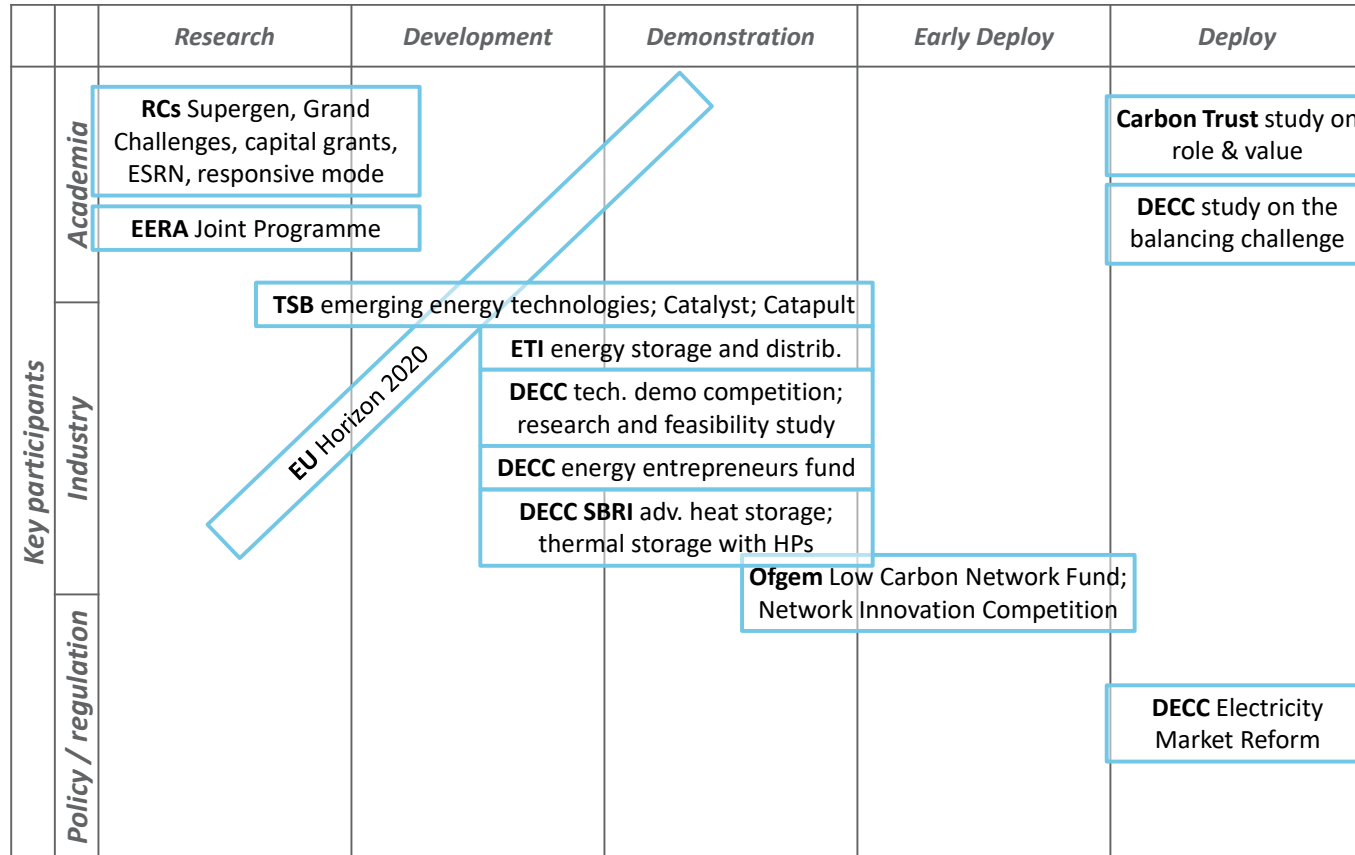 Research
Development
Demonstration
Early Deploy
Deploy
Key participants
Academia
RCs Supergen, Grand
Challenges, capital grants,
ESRN, responsive mode
EERA Joint Programme
Carbon Trust study on
role & value
DECC study on the
balancing challenge
Industry
TSB emerging energy technologies; Catalyst; Catapult
EU Horizon 2020
ETI energy storage and distrib.
DECC tech. demo competition;
research and feasibility study
DECC energy entrepreneurs fund
DECC SBRI adv. heat storage;
thermal storage with HPs
Ofgem Low Carbon Network Fund;
Network Innovation Competition
Policy / regulation
DECC Electricity
Market Reform